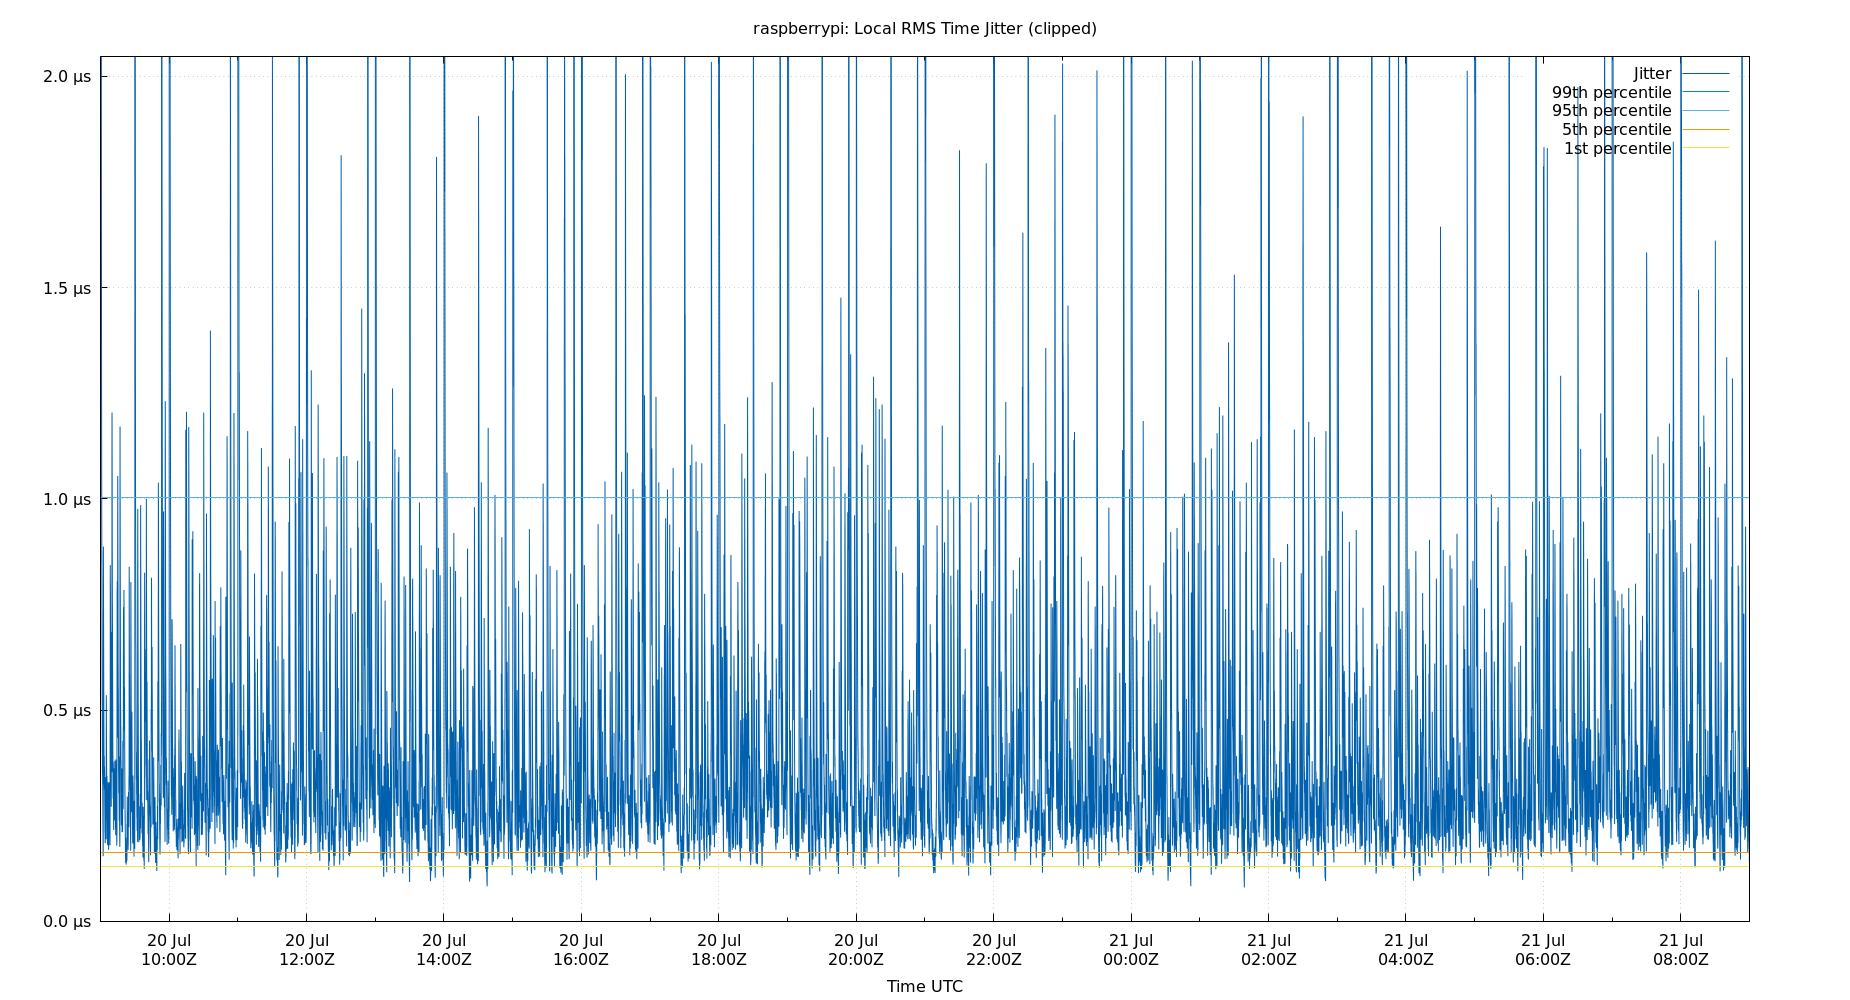 raspberrypi: Local RMS Time Jitter (clipped)
2.0 µs
1.5 µs
1.0 µs
0.5 µs
0.0 µs
Jitter
99th percentile
95th percentile
5th percentile
1st percentile
20 Jul 20 Jul 20 Jul 20 Jul 20 Jul 20 Jul 20 Jul 21 Jul 21 Jul 21 Jul 21 Jul 21 Jul
10:00Z 12:00Z 14:00Z 16:00Z 18:00Z 20:00Z 22:00Z 00:00Z 02:00Z 04:00Z 06:00Z 08:00Z
Time UTC